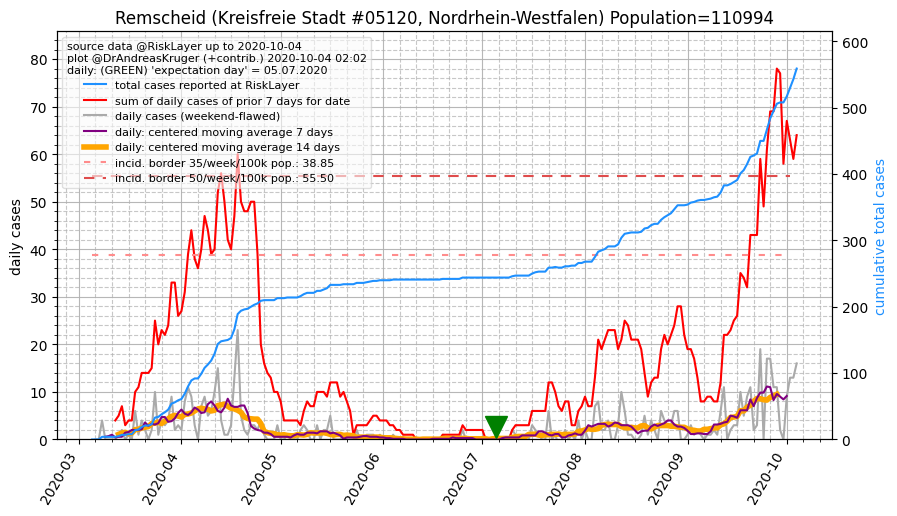 Remscheid (Kreisfreie Stadt #05120, Nordrhein-Westfalen) Population=110994
source data @RiskLayer up to 2020-10-04
plot @DrAndreasKruger (+contrib.) 2020-10-04 02:02
daily: (GREEN) 'expectation day' = 05.07.2020
total cases reported at RiskLayer
sum of daily cases of prior 7 days for date
daily cases (weekend-flawed)
daily: centered moving average 7 days
daily: centered moving average 14 days
incid. border 35/week/100k pop.: 38.85
incid. border 50/week/100k pop.: 55.50
daily cases
80
70
60
50
40
30
20
10
0
cumulative total cases
600
500
400
300
200
100
0
2020-03
2020-04
2020-05
2020-06
2020-07
2020-08
2020-09
2020-10